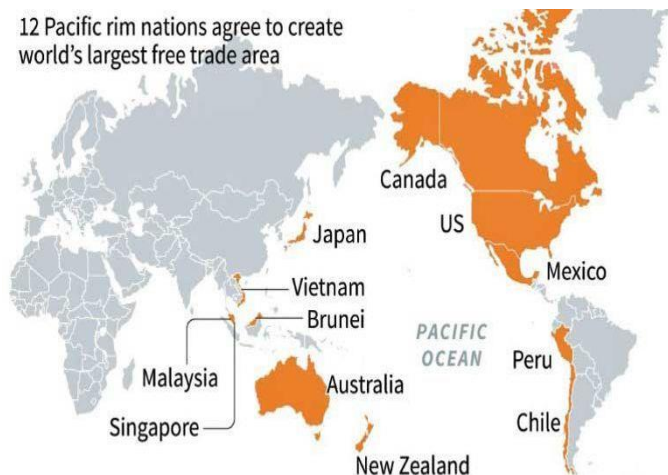 12 Pacific rim nations agree to create
world's largest free trade area
Canada
US
Japan
Mexico
Vietnam
Brunei
PACIFIC
OCEAN
Peru
Malaysia
Australia
Singapore
Chile
New Zealand